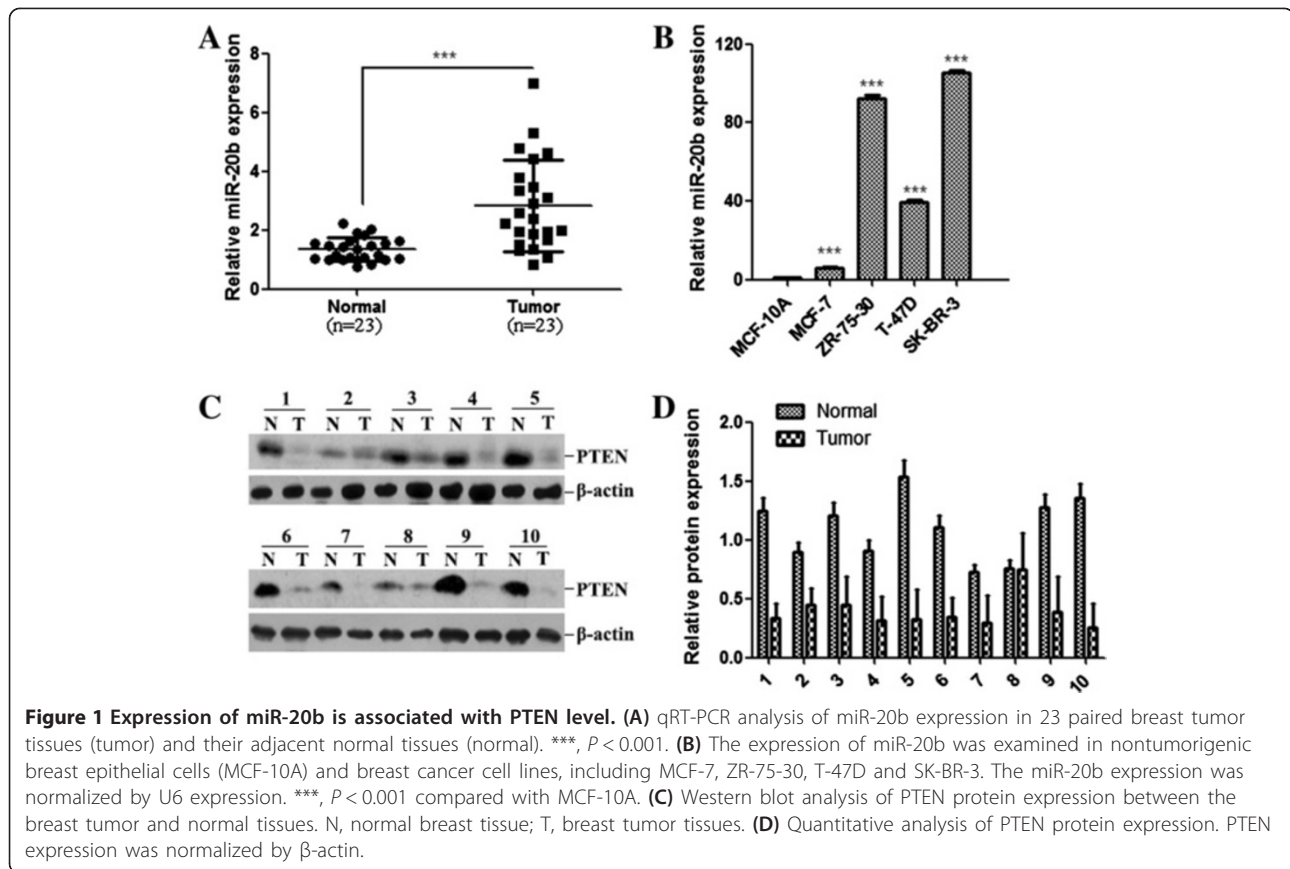 A
Relative miR-20b expression
8
6
4
2
0
***
Normal
(n=23)
Tumor
(n=23)
B
Relative miR-20b expression
120
80
40
0
***
***
***
***
MCF-10A
MCF-7
ZR-75-30
T-47D
SK-BR-3
C
1 2 3 4 5
N T N T N T N T N T
PTEN
β-actin
6 7 8 9 10
N T N T N T N T N T
PTEN
β-actin
D
Relative protein expression
2.0
1.5
1.0
0.5
0.0
Normal
Tumor
1 2 3 4 5 6 7 8 9 10
Figure 1 Expression of miR-20b is associated with PTEN level. (A) qRT-PCR analysis of miR-20b expression in 23 paired breast tumor
tissues (tumor) and their adjacent normal tissues (normal). ***, P < 0.001. (B) The expression of miR-20b was examined in nontumorigenic
breast epithelial cells (MCF-10A) and breast cancer cell lines, including MCF-7, ZR-75-30, T-47D and SK-BR-3. The miR-20b expression was
normalized by U6 expression. ***, P < 0.001 compared with MCF-10A. (C) Western blot analysis of PTEN protein expression between the
breast tumor and normal tissues. N, normal breast tissue; T, breast tumor tissues. (D) Quantitative analysis of PTEN protein expression. PTEN
expression was normalized by β-actin.